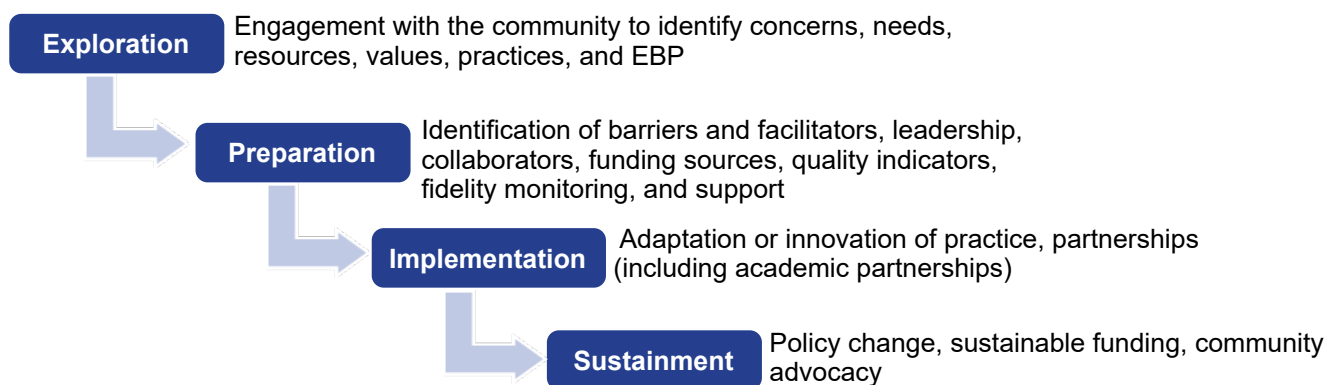 Exploration
Engagement with the community to identify concerns, needs,
resources, values, practices, and EBP
Preparation
Identification of barriers and facilitators, leadership,
collaborators, funding sources, quality indicators,
fidelity monitoring, and support
Implementation
Adaptation or innovation of practice, partnerships
(including academic partnerships)
Sustainment
Policy change, sustainable funding, community
advocacy